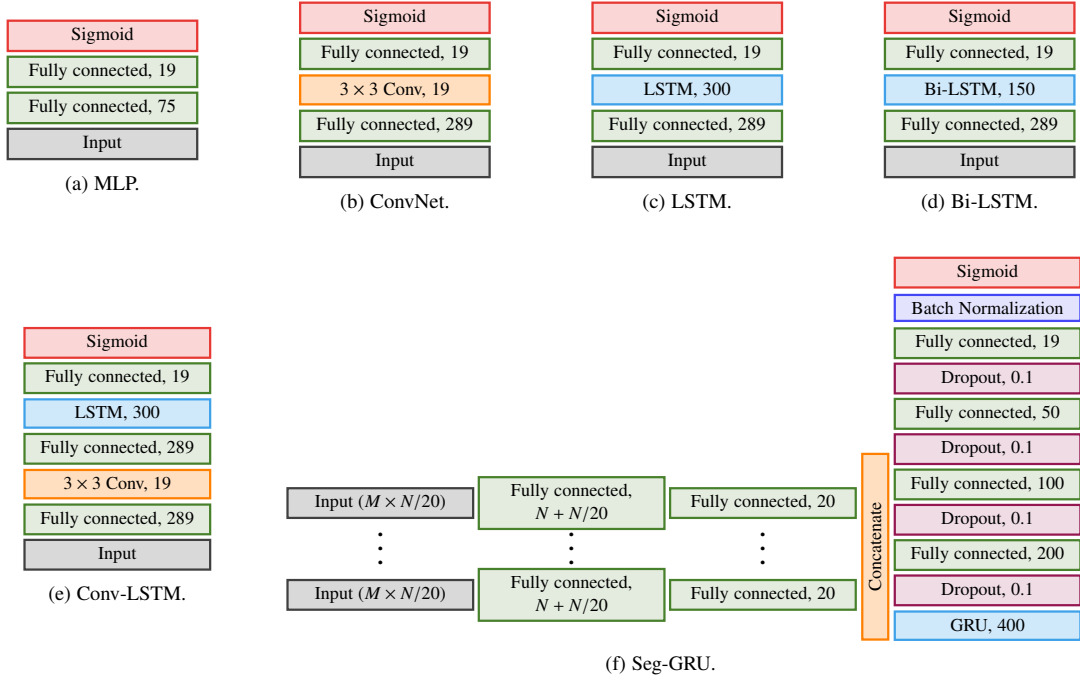 Sigmoid
Fully connected, 19
Fully connected, 75
Input
(a) MLP.
Sigmoid
Fully connected, 19
3 × 3 Conv, 19
Fully connected, 289
Input
(b) ConvNet.
Sigmoid
Fully connected, 19
LSTM, 300
Fully connected, 289
Input
(c) LSTM.
Sigmoid
Fully connected, 19
Bi-LSTM, 150
Fully connected, 289
Input
(d) Bi-LSTM.
Sigmoid
Fully connected, 19
LSTM, 300
Fully connected, 289
3 × 3 Conv, 19
Fully connected, 289
Input
(e) Conv-LSTM.
Input (M × N/20)
Fully connected,
N + N/20
Fully connected, 20
Input (M × N/20)
Fully connected,
N + N/20
Fully connected, 20
Concatenate
Sigmoid
Batch Normalization
Fully connected, 19
Dropout, 0.1
Fully connected, 50
Dropout, 0.1
Fully connected, 100
Dropout, 0.1
Fully connected, 200
Dropout, 0.1
GRU, 400
(f) Seg-GRU.